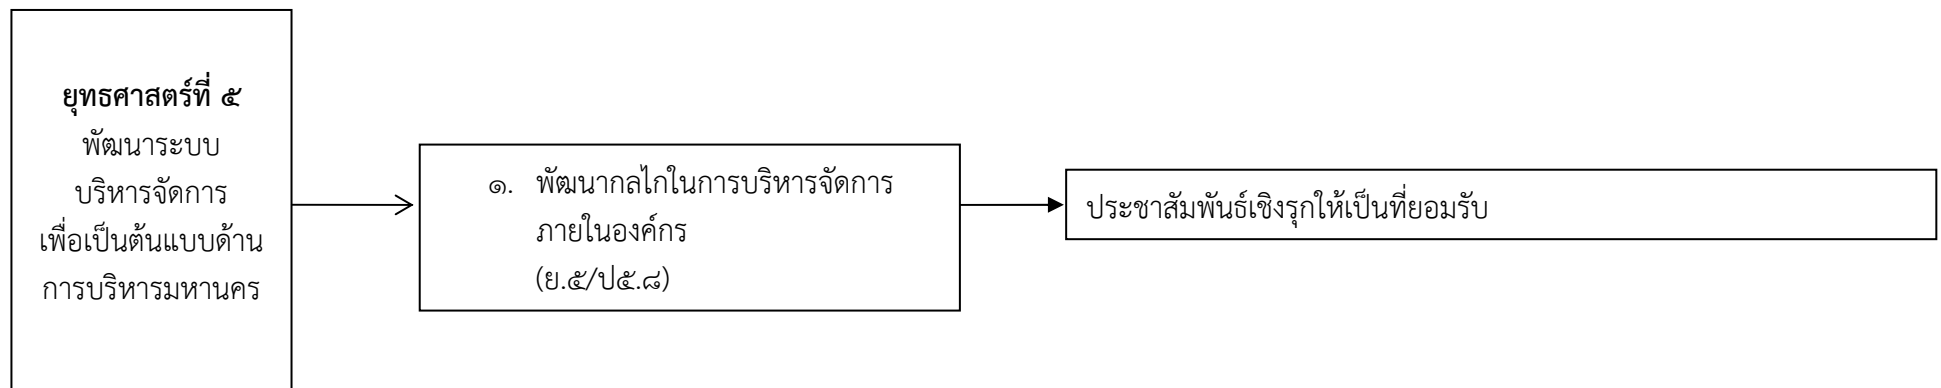 ยุทธศาสตร์ที่ ๕
พัฒนาระบบ
บริหารจัดการ
เพื่อเป็นต้นแบบด้าน
การบริหารมหานคร
๑. พัฒนากลไกในการบริหารจัดการ
ภายในองค์กร
(ย.๕/ป๕.๘)
ประชาสัมพันธ์เชิงรุกให้เป็นที่ยอมรับ